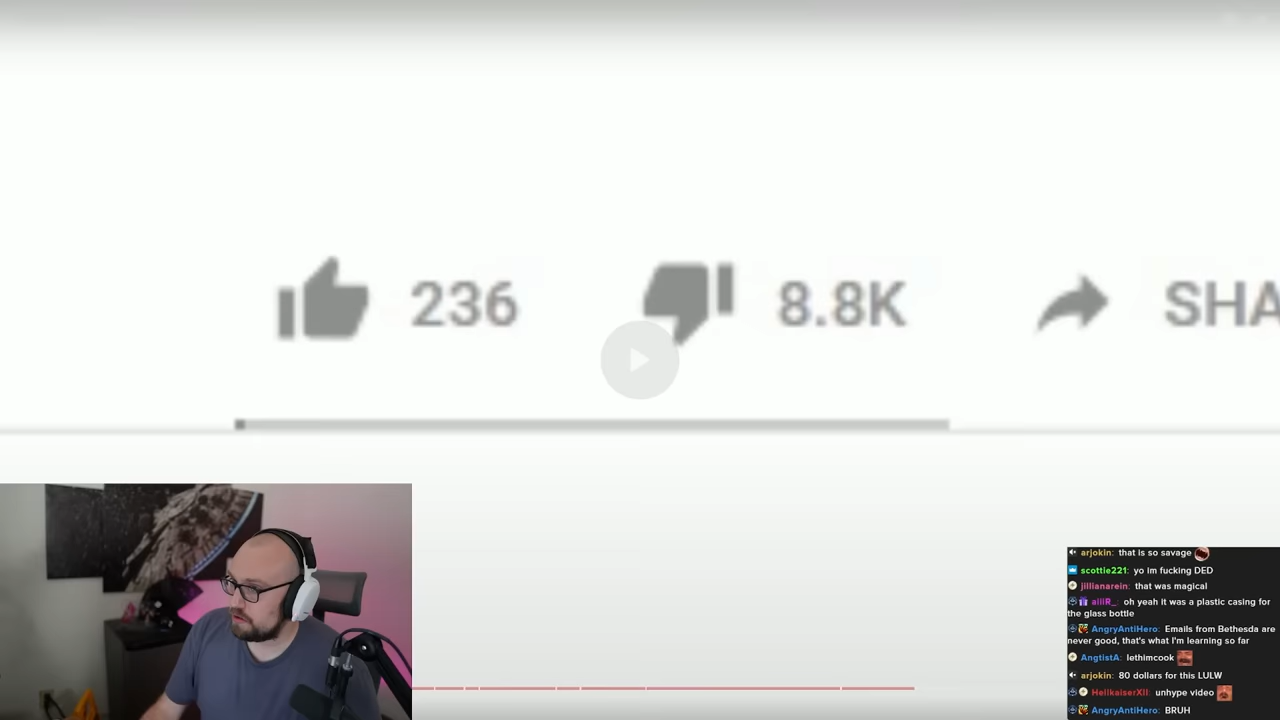 236 8.8K SHA
arjokin: that is so savage
scottie221: yo im fucking DED
jillianarein: that was magical
aiiiR_: oh yeah it was a plastic casing for
the glass bottle
AngryAntiHero: Emails from Bethesda are
never good, that's what I'm learning so far
AngtistA: lethimcook
arjokin: 80 dollars for this LULW
HellkaiserXII: unhype video
AngryAntiHero: BRUH